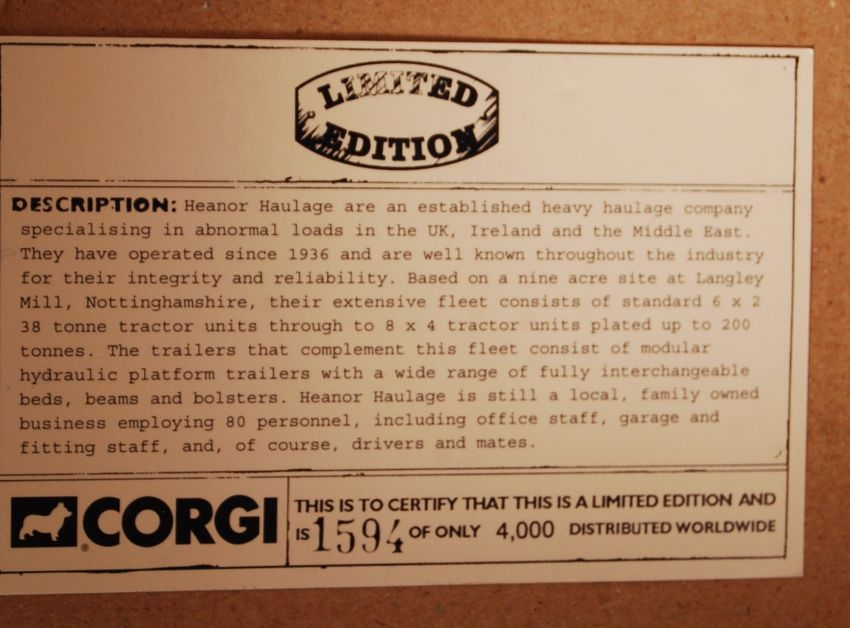 LIMITED
EDITION
DESCRIPTION: Heanor Haulage are an established heavy haulage company
specialising in abnormal loads in the UK, Ireland and the Middle East.
They have operated since 1936 and are well known throughout the industry
for their integrity and reliability. Based on a nine acre site at Langley
Mill, Nottinghamshire, their extensive fleet consists of standard 6 x 2
38 tonne tractor units through to 8 x 4 tractor units plated up to 200
tonnes. The trailers that complement this fleet consist of modular
hydraulic platform trailers with a wide range of fully interchangeable
beds, beams and bolsters. Heanor Haulage is still a local, family owned
business employing 80 personnel, including office staff, garage and
fitting staff, and, of course, drivers and mates.
CORGI®
THIS IS TO CERTIFY THAT THIS IS A LIMITED EDITION AND
IS 1594 OF ONLY 4,000 DISTRIBUTED WORLDWIDE